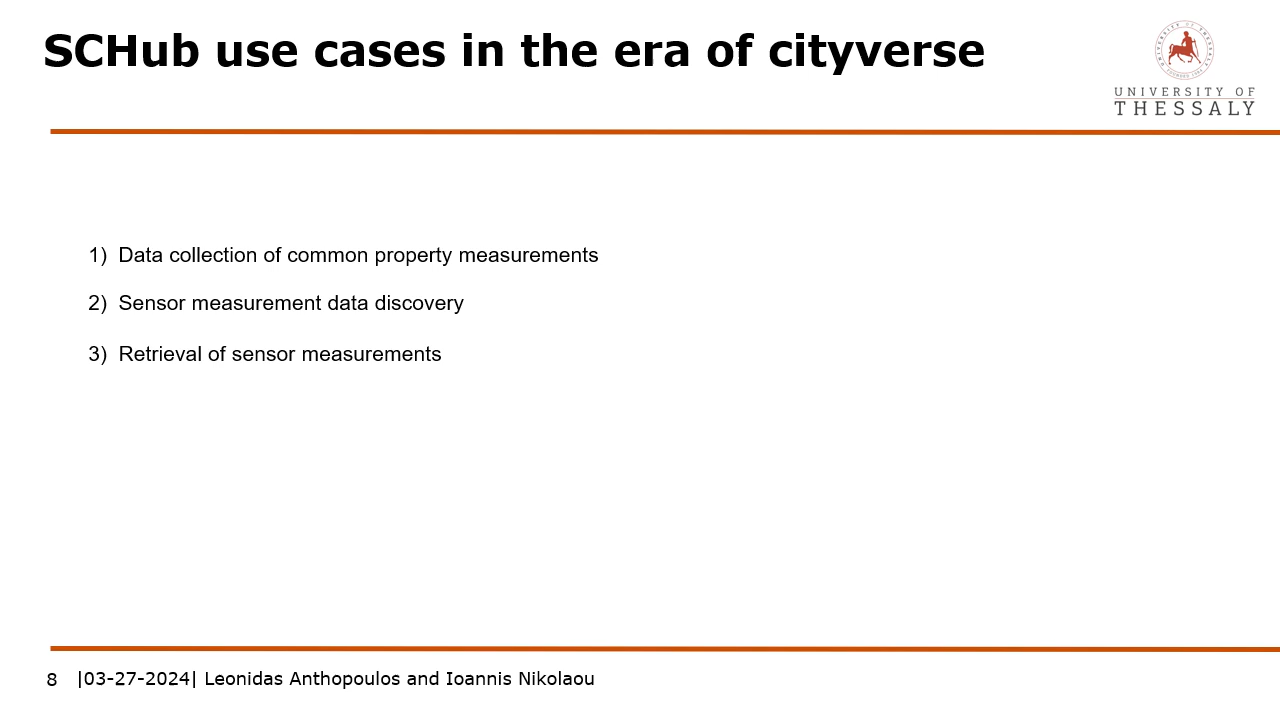 SCHub use cases in the era of cityverse
UNIVERSITY OF
THESSALY
1) Data collection of common property measurements
2) Sensor measurement data discovery
3) Retrieval of sensor measurements
8 |03-27-2024| Leonidas Anthopoulos and Ioannis Nikolaou